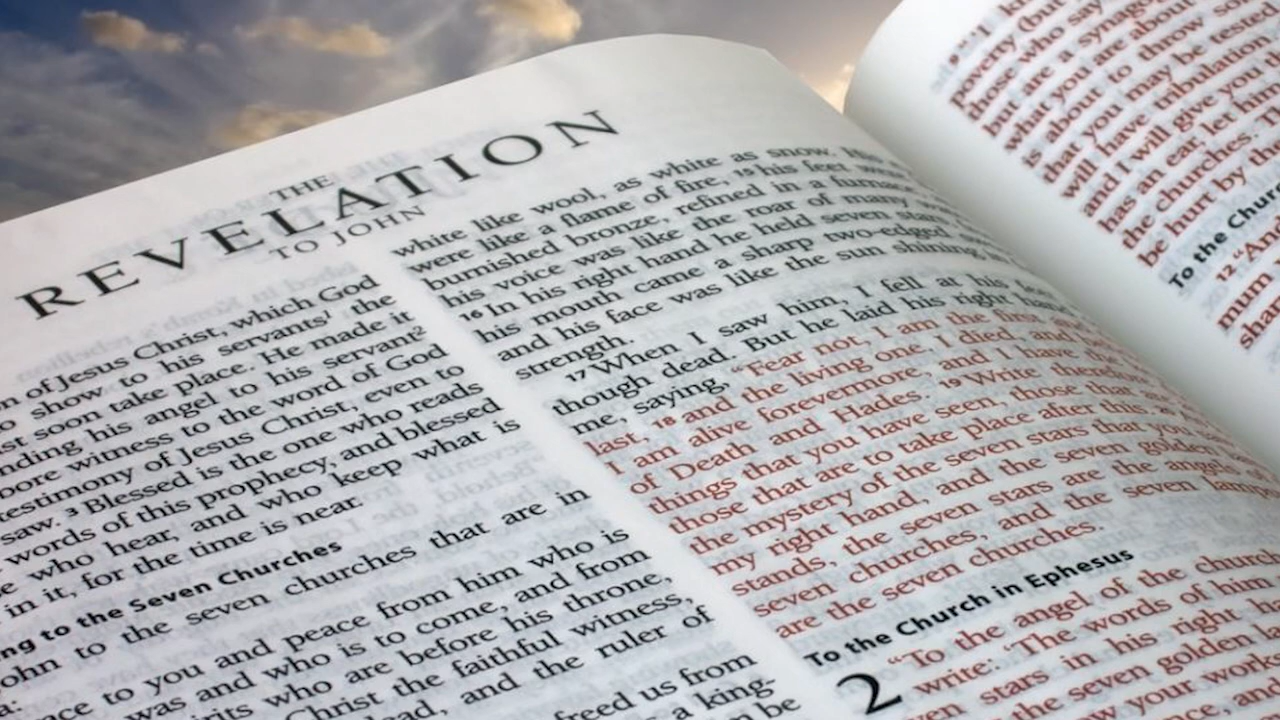 THE
REVELATION
TO JOHN
of Jesus Christ, which God
show to his servants¹ the
soon take place. He made it
his angel to his servant²
witness to the word of God
testimony of Jesus Christ, even to
saw. ³ Blessed is the one who reads
words of this prophecy, and blessed
who hear, and who keep what is
in it, for the time is near.
to the Seven Churches
to the seven churches that are in
to you and peace from him who is
was and who is to come, and from
who are before his throne,
Christ the faithful witness,
and the ruler of
freed us from
a king-
be
white like wool, as white as snow.
were like a flame of fire, ¹⁵ his feet
burnished bronze, refined in a
his voice was like the roar of many
¹⁶ In his right hand he held seven
his mouth came a sharp two-edged
and his face was like the sun shining
strength.
¹⁷ When I saw him, I fell at his
though dead. But he laid his right
me, saying, “Fear not, I am the
last, ¹⁸ and the living one. I died, and
I am alive forevermore, and I have the
of Death and Hades. ¹⁹ Write therefore
things that you have seen, those that
those that are to take place after this.
the mystery of the seven stars that you
my right hand, and the seven golden
stands, the seven stars are the angels
seven churches, and the seven
are the seven churches.
To the Church in Ephesus
2 “To the angel of the church
write: ‘The words of him
stars in his right
the seven golden
your works
“‘I
poverty (but
those who say
but are a
what you are about
is about to throw
that you may be tested,
will have tribulation
and I will give you
has an ear, let him
the churches.
be hurt by the
To the Church
¹² “And